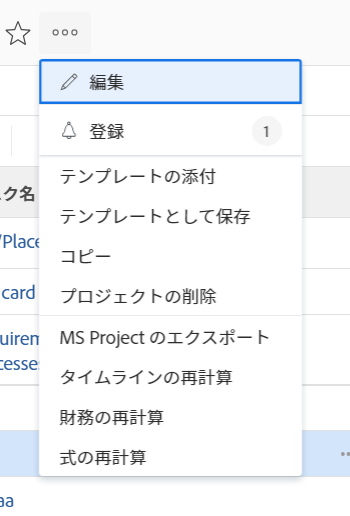 編集
登録 1
ク名
テンプレートの添付
テンプレートとして保存
/Place
コピー
card
プロジェクトの削除
uirem
MS Project のエクスポート
cesses
タイムラインの再計算
財務の再計算
式の再計算
aa